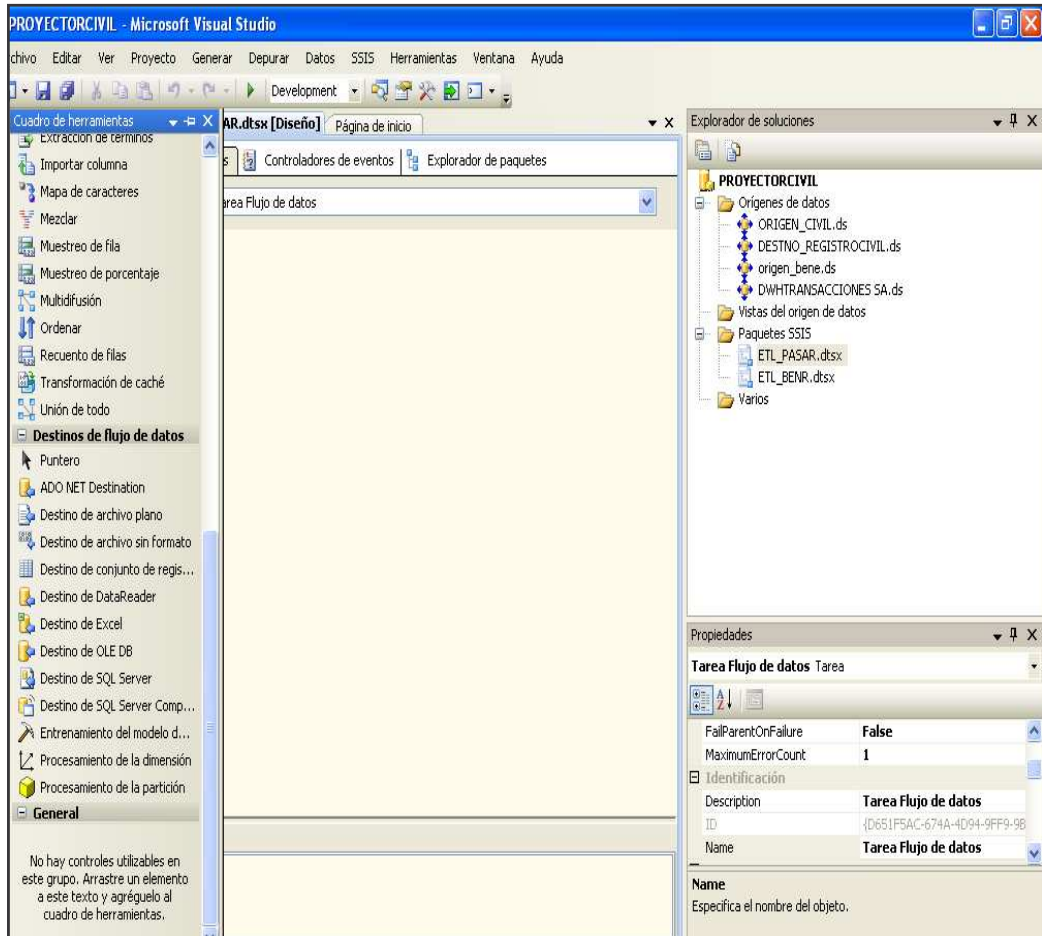 PROYECTORCIVIL - Microsoft Visual Studio
chivo Editar Ver Proyecto Generar Depurar Datos SSIS Herramientas Ventana Ayuda
Development
Cuadro de herramientas
Extracción de términos
Importar columna
Mapa de caracteres
Mezclar
Muestreo de fila
Muestreo de porcentaje
Multidifusión
Ordenar
Recuento de filas
Transformación de caché
Unión de todo
Destinos de flujo de datos
Puntero
ADO NET Destination
Destino de archivo plano
Destino de archivo sin formato
Destino de conjunto de regis...
Destino de DataReader
Destino de Excel
Destino de OLE DB
Destino de SQL Server
Destino de SQL Server Comp...
Entrenamiento del modelo d...
Procesamiento de la dimensión
Procesamiento de la partición
General
No hay controles utilizables en
este grupo. Arrastre un elemento
a este texto y agréguelo al
cuadro de herramientas.
AR.dtsx [Diseño] Página de inicio
s Controladores de eventos Explorador de paquetes
area Flujo de datos
Explorador de soluciones
PROYECTORCIVIL
Orígenes de datos
ORIGEN_CIVIL.ds
DESTNO_REGISTROCIVIL.ds
origen_bene.ds
DWHTRANSACCIONES SA.ds
Vistas del origen de datos
Paquetes SSIS
ETL_PASAR.dtsx
ETL_BENR.dtsx
Varios
Propiedades
Tarea Flujo de datos Tarea
FailParentOnFailure False
MaximumErrorCount 1
Identificación
Description Tarea Flujo de datos
ID {D651F5AC-674A-4D94-9FF9-9B
Name Tarea Flujo de datos
Name
Especifica el nombre del objeto.